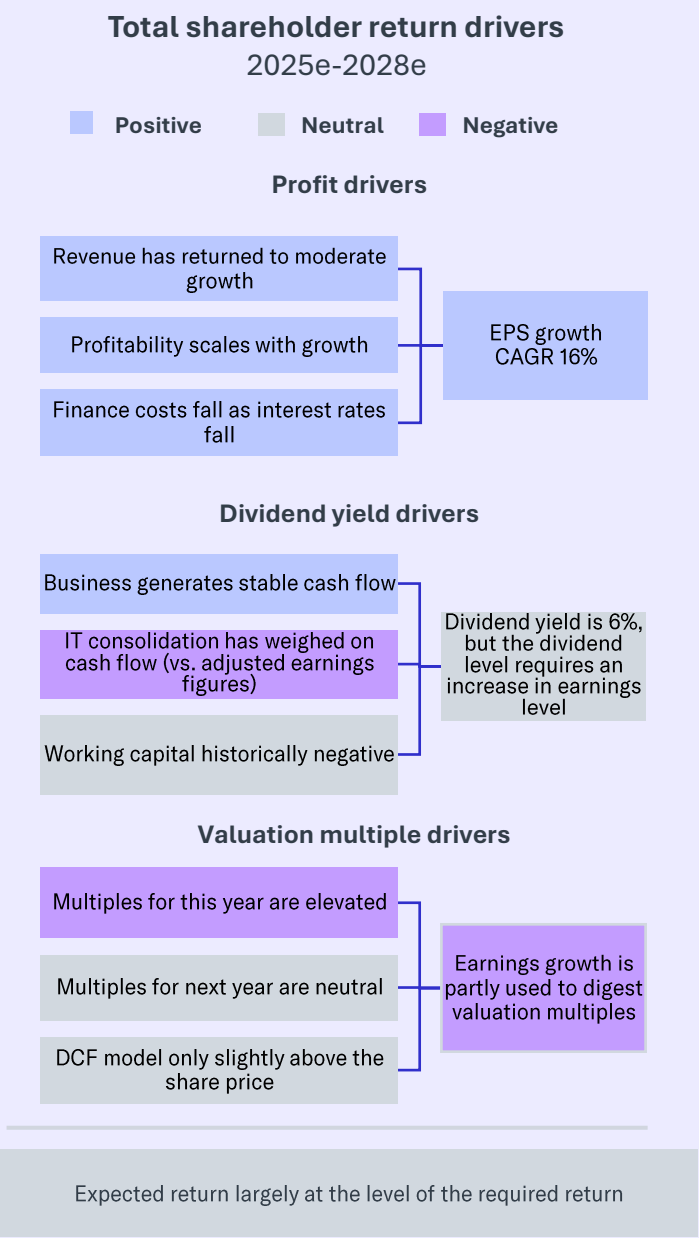 Total shareholder return drivers
2025e-2028e
Positive
Neutral
Negative
Profit drivers
Revenue has returned to moderate
growth
Profitability scales with growth
Finance costs fall as interest rates
fall
EPS growth
CAGR 16%
Dividend yield drivers
Business generates stable cash flow
IT consolidation has weighed on
cash flow (vs. adjusted earnings
figures)
Working capital historically negative
Dividend yield is 6%,
but the dividend
level requires an
increase in earnings
level
Valuation multiple drivers
Multiples for this year are elevated
Multiples for next year are neutral
DCF model only slightly above the
share price
Earnings growth is
partly used to digest
valuation multiples
Expected return largely at the level of the required return